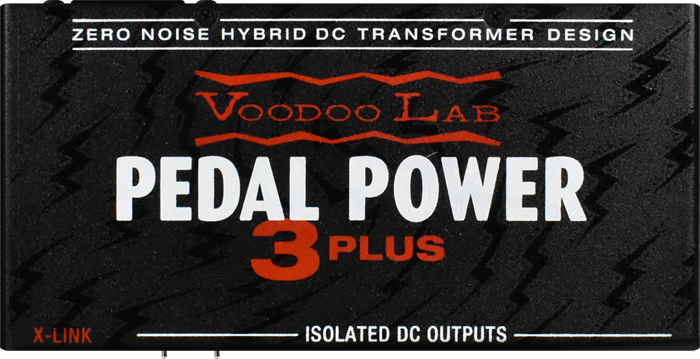 ZERO NOISE HYBRID DC TRANSFORMER DESIGN
VOODOO LAB
PEDAL POWER
3 PLUS
X-LINK
ISOLATED DC OUTPUTS